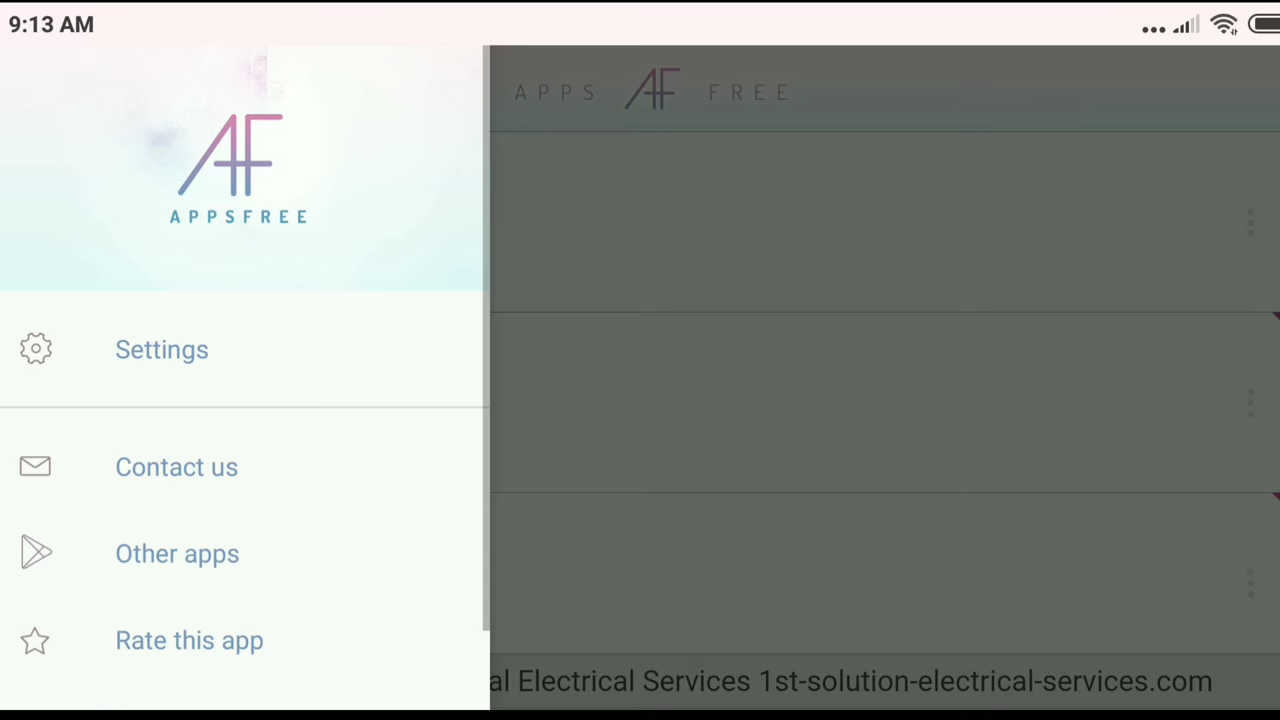 9:13 AM
APPS AF FREE
AF
APPSFREE
Settings
Contact us
Other apps
Rate this app
Electrical Services 1st-solution-electrical-services.com